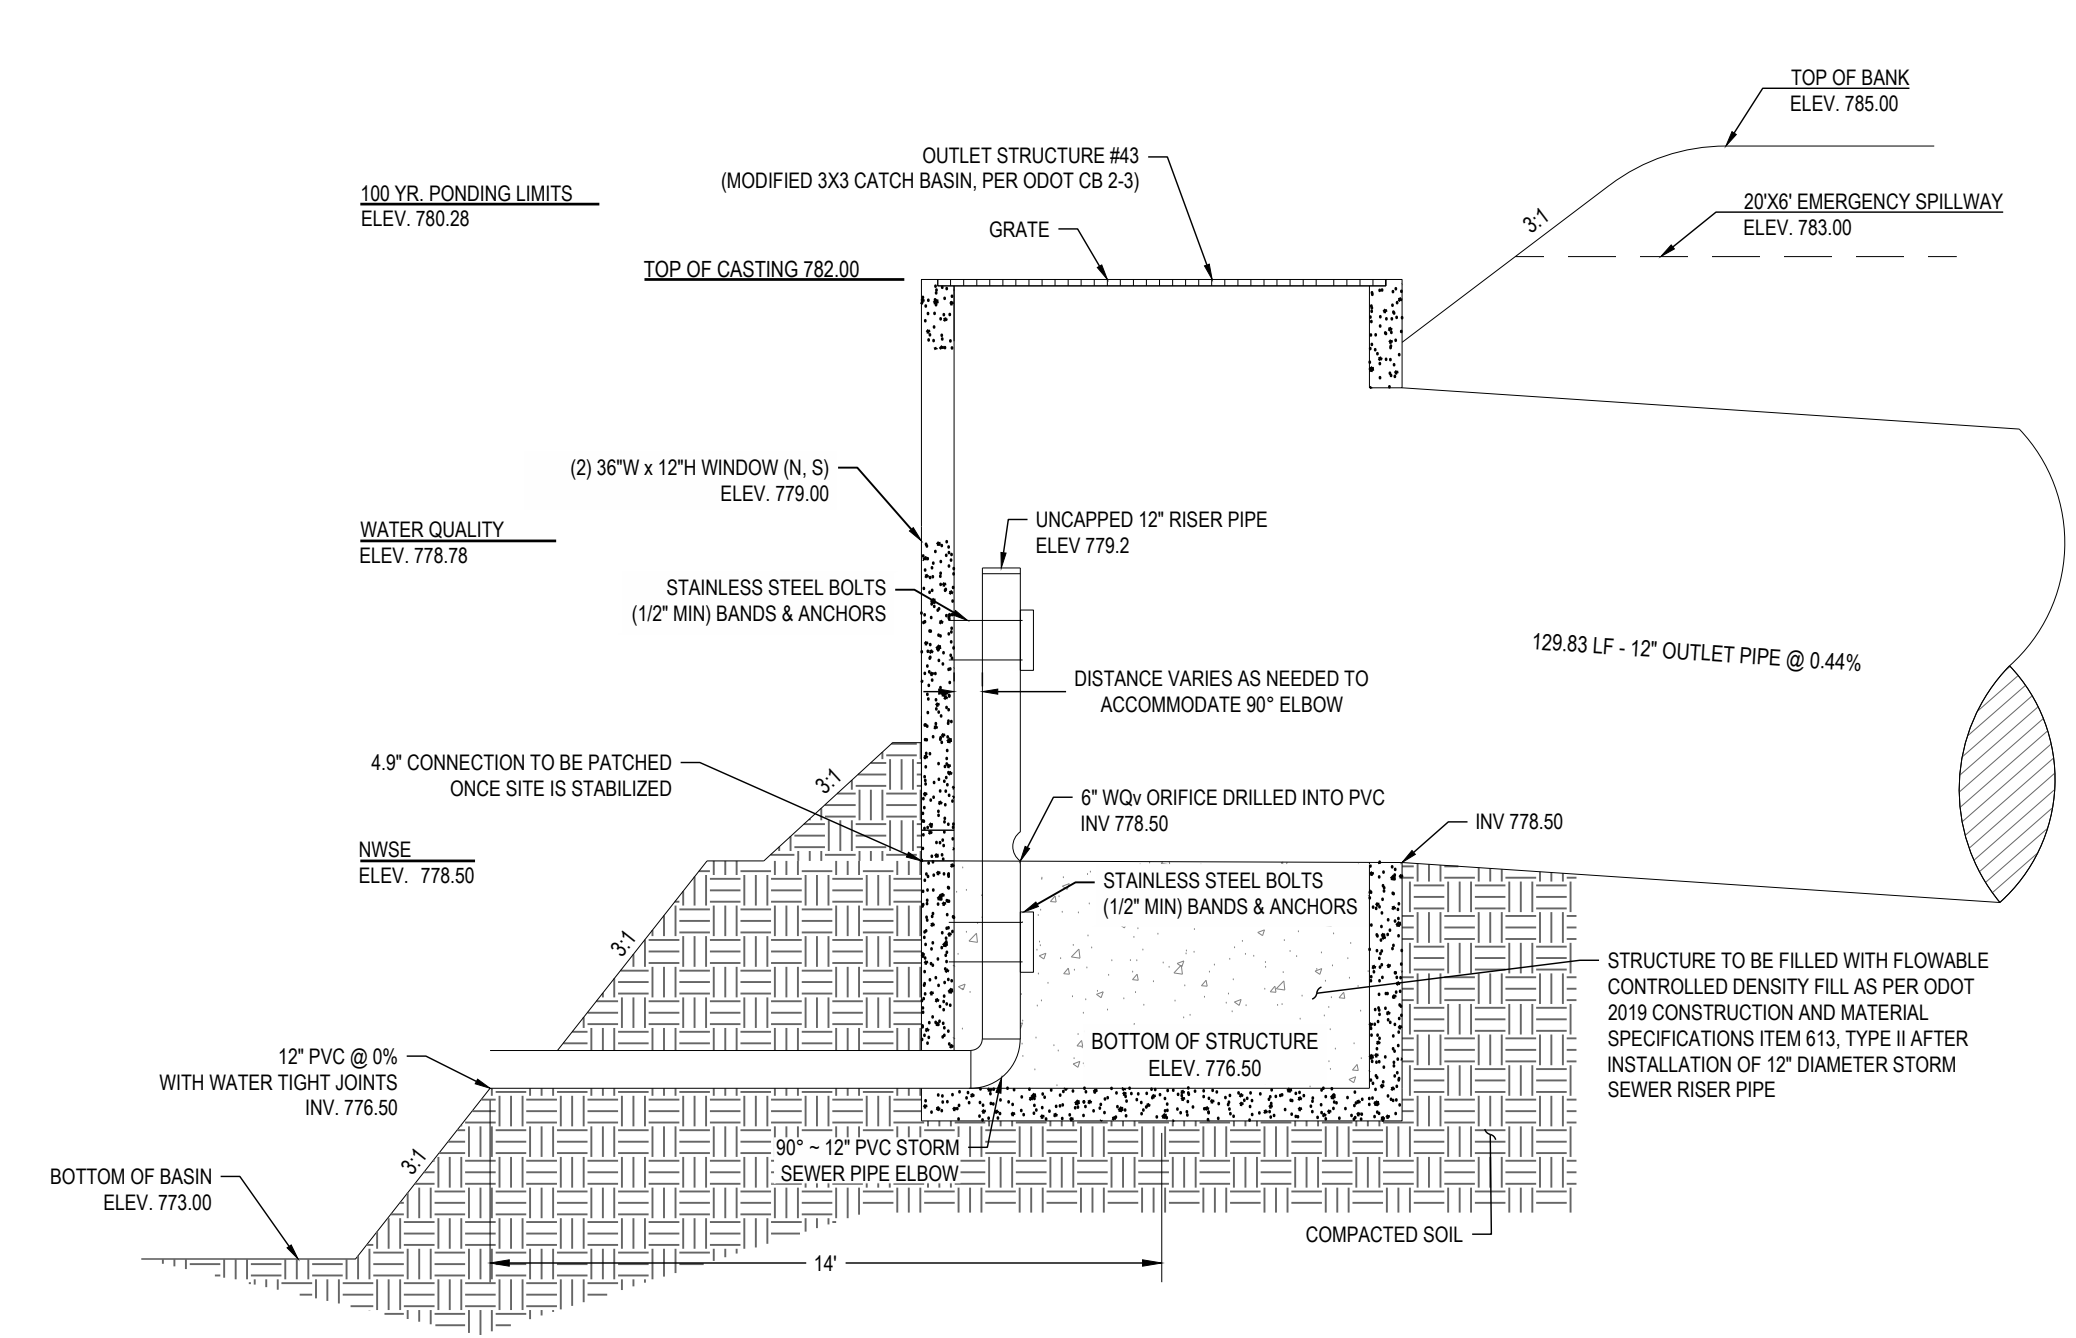 TOP OF BANK
ELEV. 785.00
OUTLET STRUCTURE #43
(MODIFIED 3X3 CATCH BASIN, PER ODOT CB 2-3)
100 YR. PONDING LIMITS
ELEV. 780.28
20'X6' EMERGENCY SPILLWAY
ELEV. 783.00
3:1
GRATE
TOP OF CASTING 782.00
(2) 36"W x 12"H WINDOW (N, S)
ELEV. 779.00
WATER QUALITY
ELEV. 778.78
UNCAPPED 12" RISER PIPE
ELEV 779.2
STAINLESS STEEL BOLTS
(1/2" MIN) BANDS & ANCHORS
129.83 LF - 12" OUTLET PIPE @ 0.44%
DISTANCE VARIES AS NEEDED TO
ACCOMMODATE 90° ELBOW
4.9" CONNECTION TO BE PATCHED
ONCE SITE IS STABILIZED
3:1
6" WQv ORIFICE DRILLED INTO PVC
INV 778.50
INV 778.50
NWSE
ELEV. 778.50
STAINLESS STEEL BOLTS
(1/2" MIN) BANDS & ANCHORS
3:1
STRUCTURE TO BE FILLED WITH FLOWABLE
CONTROLLED DENSITY FILL AS PER ODOT
2019 CONSTRUCTION AND MATERIAL
SPECIFICATIONS ITEM 613, TYPE II AFTER
INSTALLATION OF 12" DIAMETER STORM
SEWER RISER PIPE
BOTTOM OF STRUCTURE
ELEV. 776.50
12" PVC @ 0%
WITH WATER TIGHT JOINTS
INV. 776.50
90° ~ 12" PVC STORM
SEWER PIPE ELBOW
3:1
BOTTOM OF BASIN
ELEV. 773.00
COMPACTED SOIL
14'